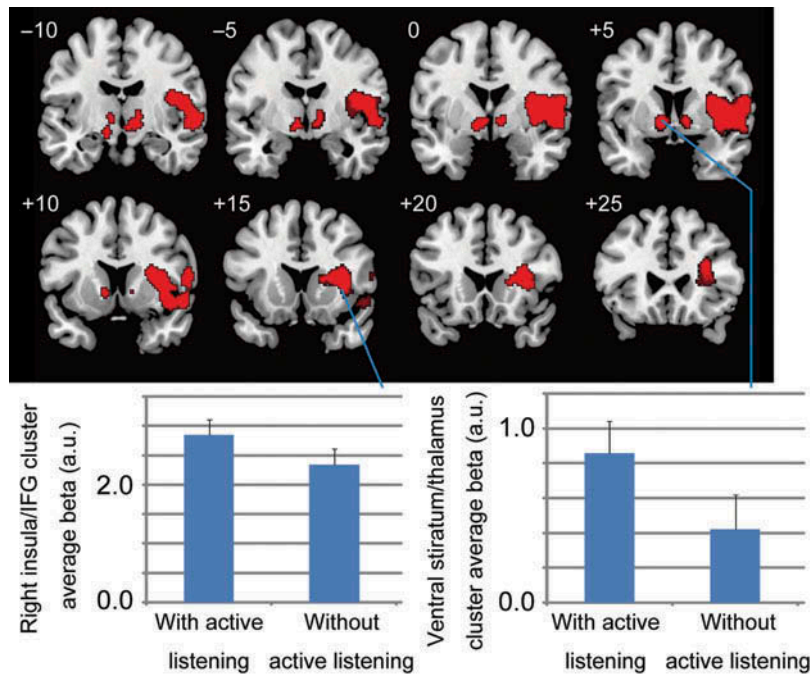 –10
–5
0
+5
+10
+15
+20
+25
Right insula/IFG cluster
average beta (a.u.)
2.0
0.0
With active
listening
Without
active listening
Ventral stiratum/thalamus
cluster average beta (a.u.)
1.0
0.0
With active
listening
Without
active listening